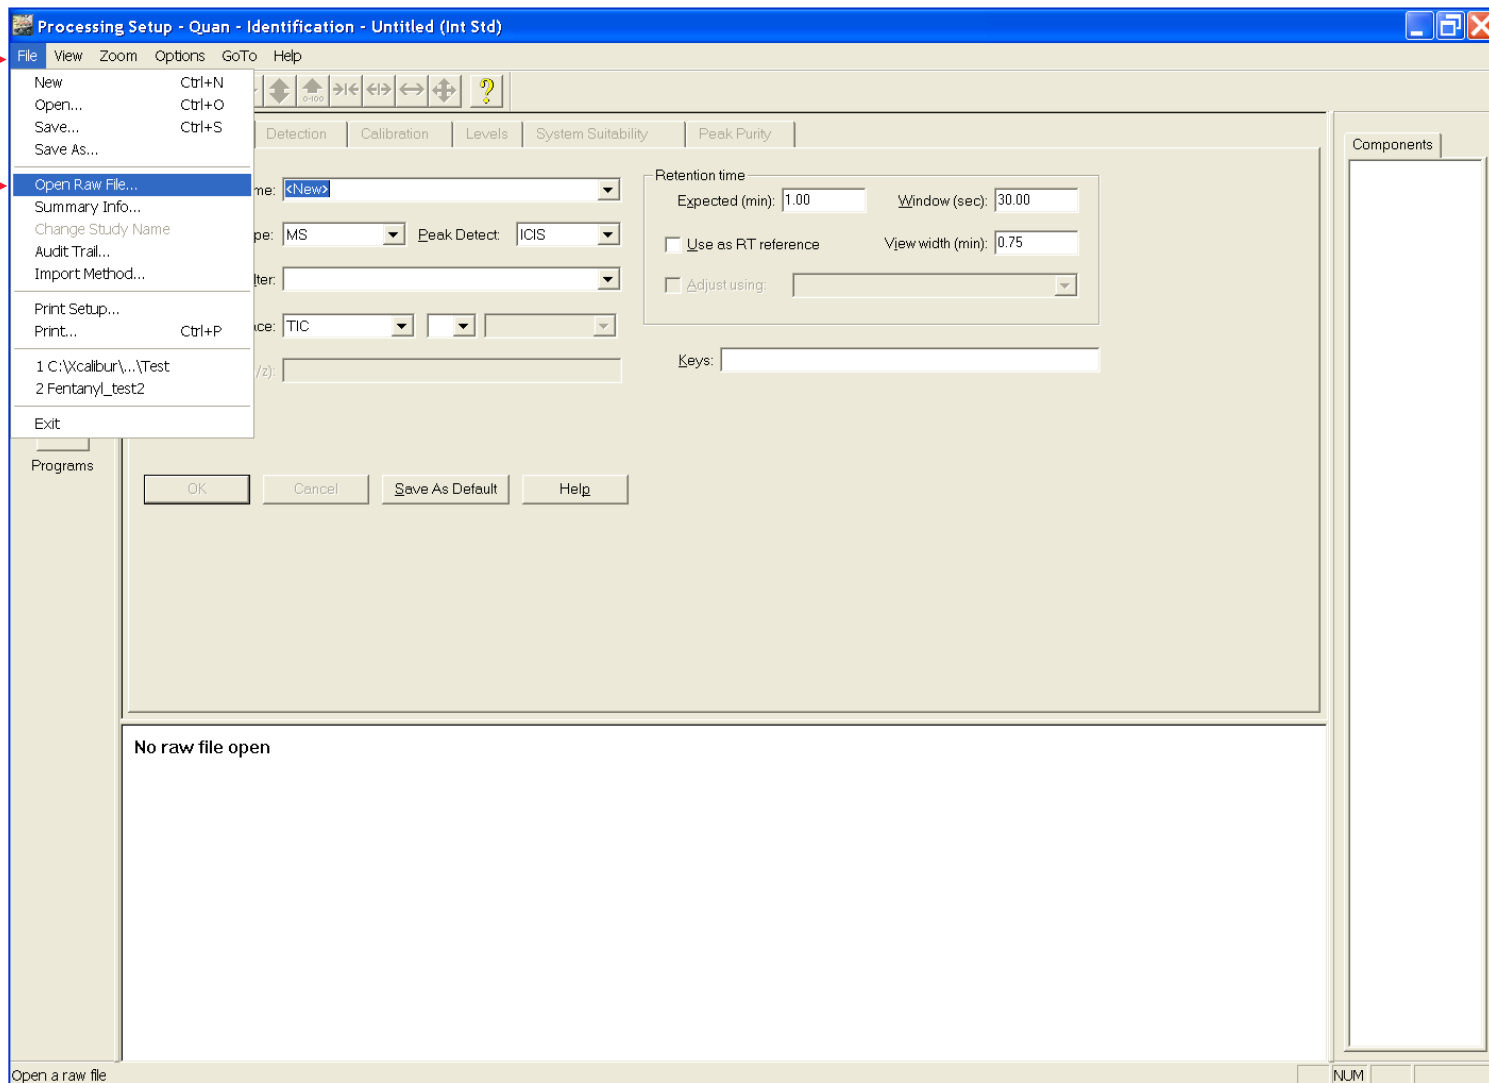 Processing Setup - Quan - Identification - Untitled (Int Std)
File View Zoom Options GoTo Help
New Ctrl+N
Open... Ctrl+O
Save... Ctrl+S
Save As...
Open Raw File...
Summary Info...
Change Study Name
Audit Trail...
Import Method...
Print Setup...
Print... Ctrl+P
1 C:\Xcalibur\...\Test
2 Fentanyl_test2
Exit
0-100
?
Detection Calibration Levels System Suitability Peak Purity
me: <New>
pe: MS Peak Detect: ICIS
lter:
ce: TIC
/z):
Retention time
Expected (min): 1.00 Window (sec): 30.00
Use as RT reference View width (min): 0.75
Adjust using:
Keys:
Programs
OK Cancel Save As Default Help
Components
No raw file open
Open a raw file NUM